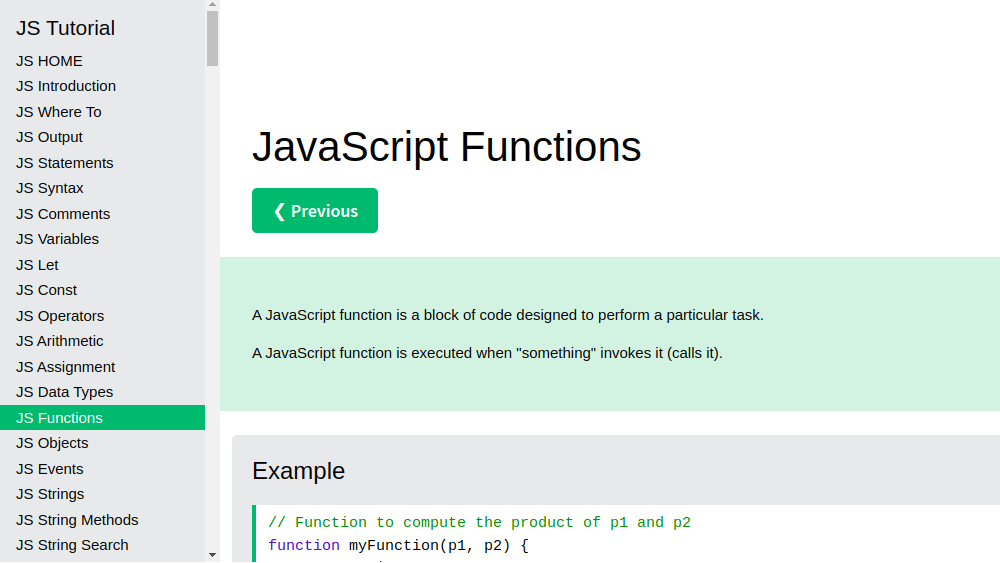 JS Tutorial
JS HOME
JS Introduction
JS Where To
JS Output
JS Statements
JS Syntax
JS Comments
JS Variables
JS Let
JS Const
JS Operators
JS Arithmetic
JS Assignment
JS Data Types
JS Functions
JS Objects
JS Events
JS Strings
JS String Methods
JS String Search
JavaScript Functions
❮ Previous
A JavaScript function is a block of code designed to perform a particular task.
A JavaScript function is executed when "something" invokes it (calls it).
Example
// Function to compute the product of p1 and p2
function myFunction(p1, p2) {